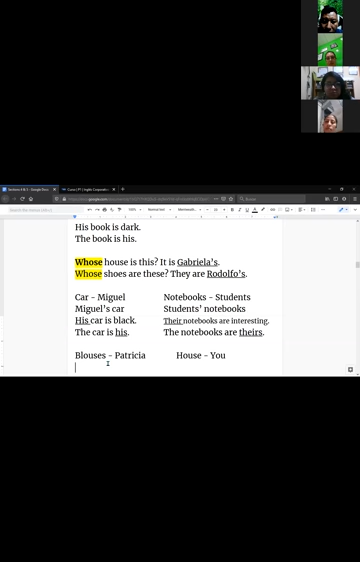 His book is dark.
The book is his.
Whose house is this? It is Gabriela's.
Whose shoes are these? They are Rodolfo's.
Car - Miguel Notebooks - Students
Miguel's car Students' notebooks
His car is black. Their notebooks are interesting.
The car is his. The notebooks are theirs.
Blouses - Patricia House - You